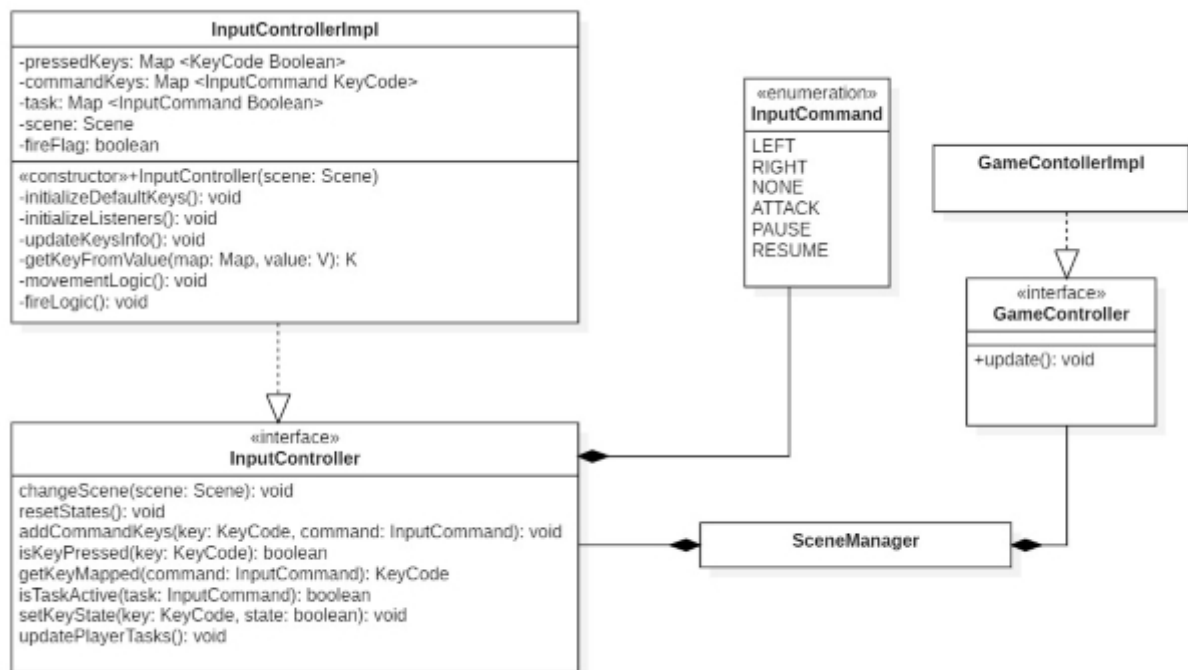 InputControllerImpl
-pressedKeys: Map <KeyCode Boolean>
-commandKeys: Map <InputCommand KeyCode>
-task: Map <InputCommand Boolean>
-scene: Scene
-fireFlag: boolean
«constructor»+InputController(scene: Scene)
-initializeDefaultKeys(): void
-initializeListeners(): void
-updateKeysInfo(): void
-getKeyFromValue(map: Map, value: V): K
-movementLogic(): void
-fireLogic(): void
«enumeration»
InputCommand
LEFT
RIGHT
NONE
ATTACK
PAUSE
RESUME
GameContollerImpl
«interface»
GameController
+update(): void
«interface»
InputController
changeScene(scene: Scene): void
resetStates(): void
addCommandKeys(key: KeyCode, command: InputCommand): void
isKeyPressed(key: KeyCode): boolean
getKeyMapped(command: InputCommand): KeyCode
isTaskActive(task: InputCommand): boolean
setKeyState(key: KeyCode, state: boolean): void
updatePlayerTasks(): void
SceneManager